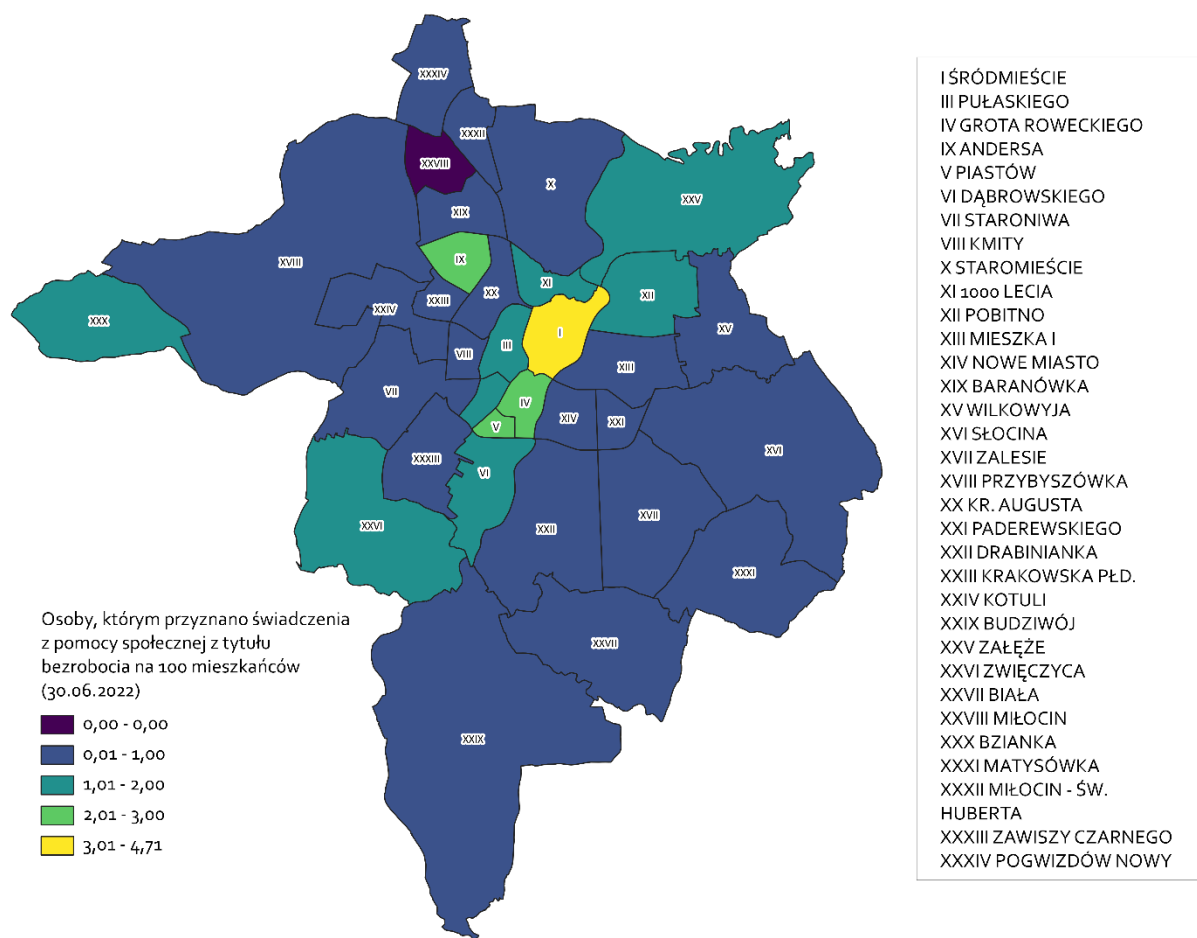 XXXIV
XXXII
XXVIII
X
XXV
XIX
IX
XVIII
XI
XX
XII
XXIII
XXIV
XXX
I
XV
III
VIII
XIII
VII
IV
XIV
XXI
V
XVI
XXXIII
VI
XXVI
XXII
XVII
XXXI
XXVII
XXIX
Osoby, którym przyznano świadczenia
z pomocy społecznej z tytułu
bezrobocia na 100 mieszkańców
(30.06.2022)
0,00 - 0,00
0,01 - 1,00
1,01 - 2,00
2,01 - 3,00
3,01 - 4,71
I ŚRÓDMIEŚCIE
III PUŁASKIEGO
IV GROTA ROWECKIEGO
IX ANDERSA
V PIASTÓW
VI DĄBROWSKIEGO
VII STARONIWA
VIII KMITY
X STAROMIEŚCIE
XI 1000 LECIA
XII POBITNO
XIII MIESZKA I
XIV NOWE MIASTO
XIX BARANÓWKA
XV WILKOWYJA
XVI SŁOCINA
XVII ZALESIE
XVIII PRZYBYSZÓWKA
XX KR. AUGUSTA
XXI PADEREWSKIEGO
XXII DRABINIANKA
XXIII KRAKOWSKA PŁD.
XXIV KOTULI
XXIX BUDZIWÓJ
XXV ZAŁĘŻE
XXVI ZWIĘCZYCA
XXVII BIAŁA
XXVIII MIŁOCIN
XXX BZIANKA
XXXI MATYSÓWKA
XXXII MIŁOCIN - ŚW.
HUBERTA
XXXIII ZAWISZY CZARNEGO
XXXIV POGWIZDÓW NOWY